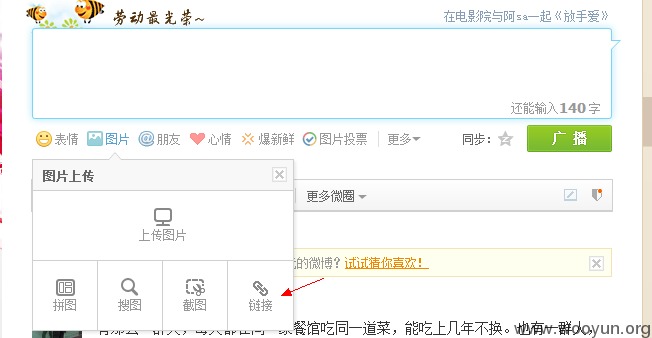 劳动最光荣~
在电影院与阿sa一起《放手爱》
还能输入140字
表情 图片 朋友 心情 爆新鲜 图片投票 更多 同步: 广播
图片上传
更多微圈
上传图片
的微博？试试猜你喜欢！
拼图 搜图 截图 链接
家餐馆吃同一道菜，能吃上几年不换。也有一群人，
www.wooyun.org